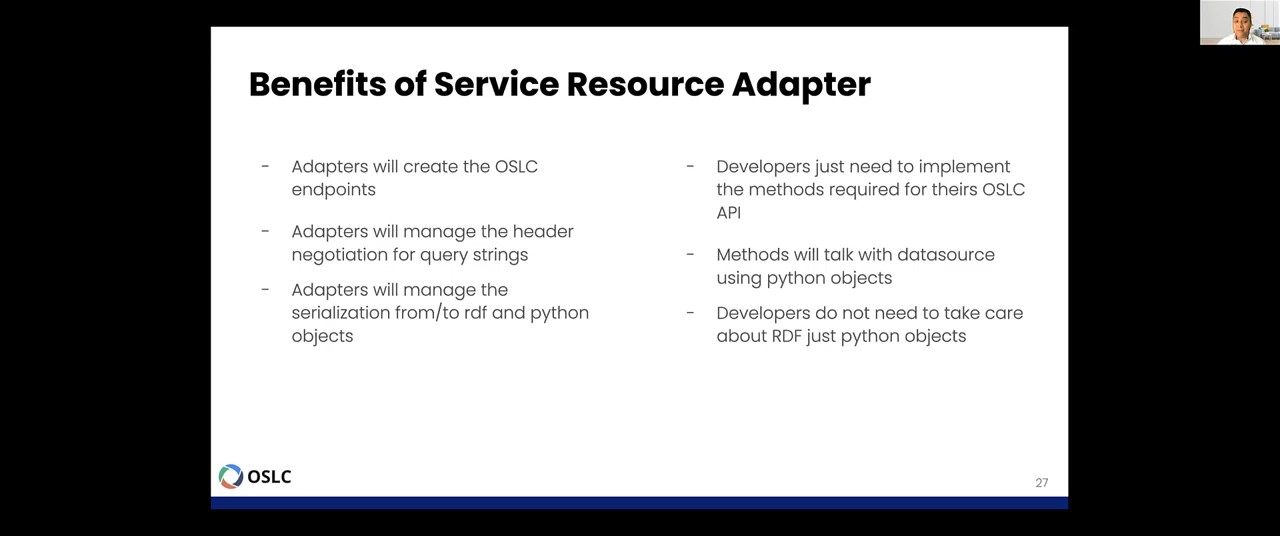 Benefits of Service Resource Adapter
- Adapters will create the OSLC
endpoints
- Adapters will manage the header
negotiation for query strings
- Adapters will manage the
serialization from/to rdf and python
objects
- Developers just need to implement
the methods required for theirs OSLC
API
- Methods will talk with datasource
using python objects
- Developers do not need to take care
about RDF just python objects
OSLC
27